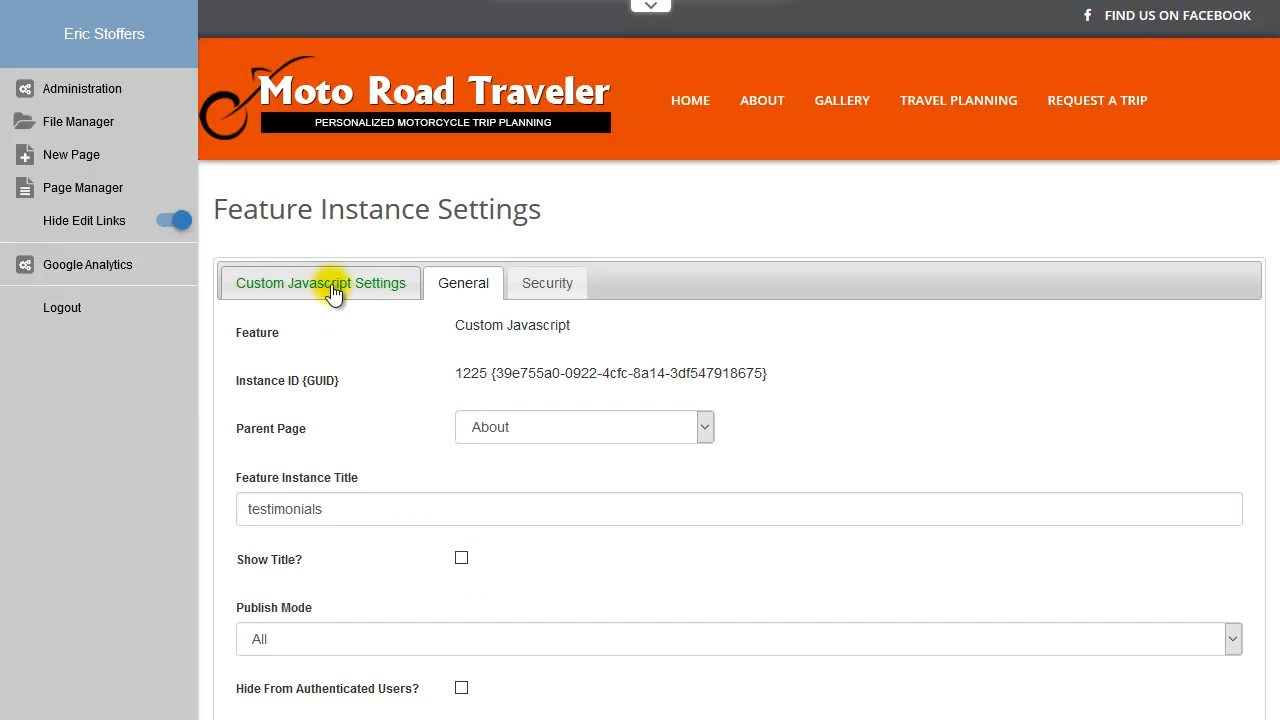 Eric Stoffers
Administration
File Manager
New Page
Page Manager
Hide Edit Links
Google Analytics
Logout
FIND US ON FACEBOOK
Moto Road Traveler
PERSONALIZED MOTORCYCLE TRIP PLANNING
HOME ABOUT GALLERY TRAVEL PLANNING REQUEST A TRIP
Feature Instance Settings
Custom Javascript Settings General Security
Feature Custom Javascript
Instance ID {GUID} 1225 {39e755a0-0922-4cfc-8a14-3df547918675}
Parent Page About
Feature Instance Title
testimonials
Show Title?
Publish Mode
All
Hide From Authenticated Users?